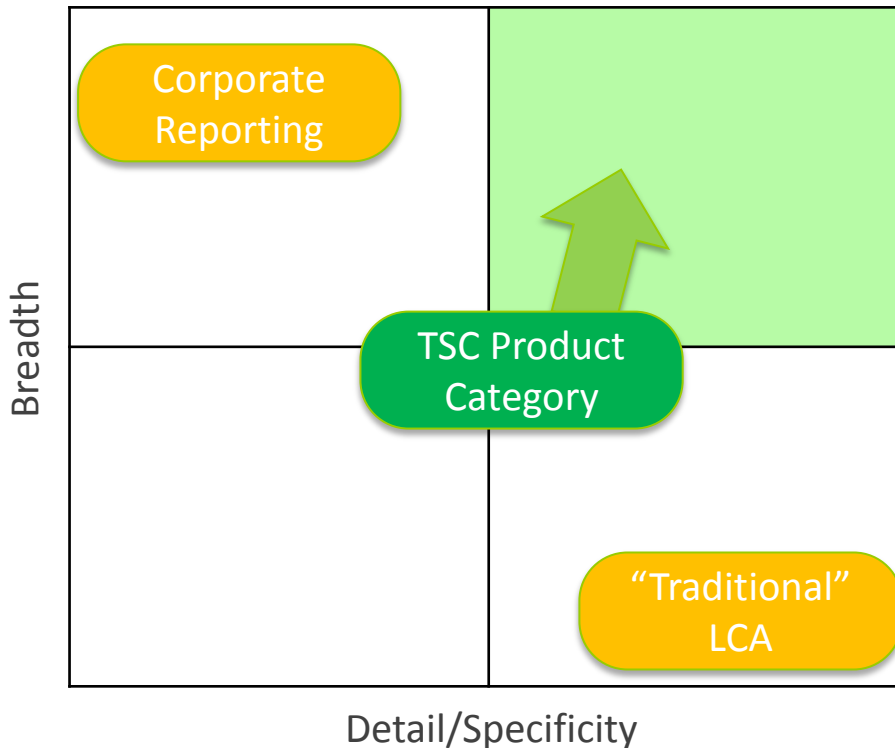 Corporate
Reporting
Breadth
TSC Product
Category
“Traditional”
LCA
Detail/Specificity